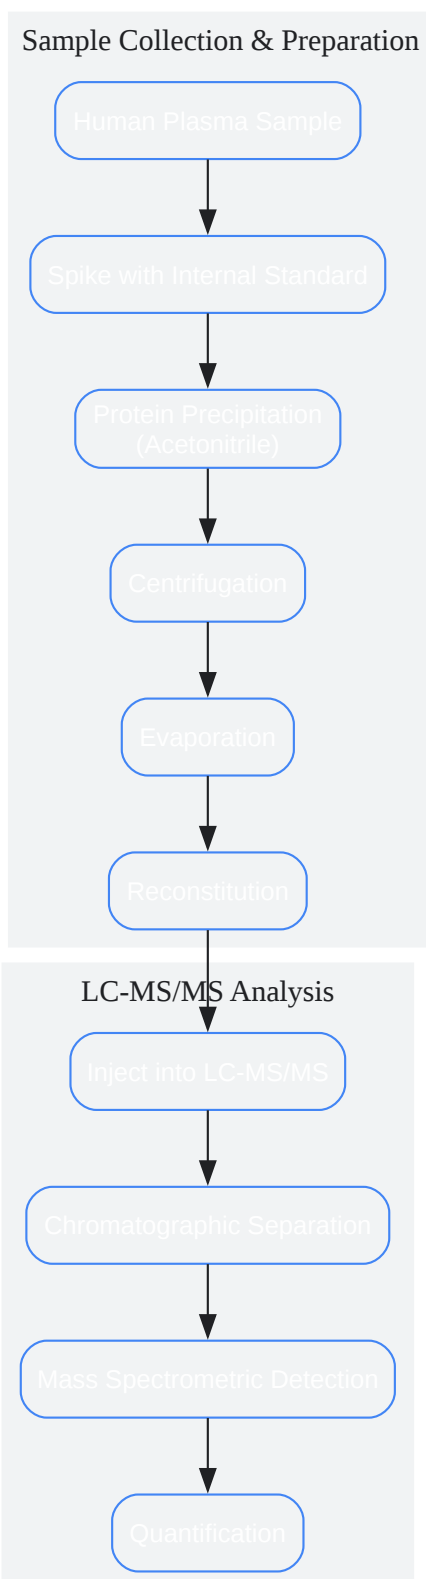 Sample Collection & Preparation
Human Plasma Sample
Spike with Internal Standard
Protein Precipitation
(Acetonitrile)
Centrifugation
Evaporation
Reconstitution
LC-MS/MS Analysis
Inject into LC-MS/MS
Chromatographic Separation
Mass Spectrometric Detection
Quantification